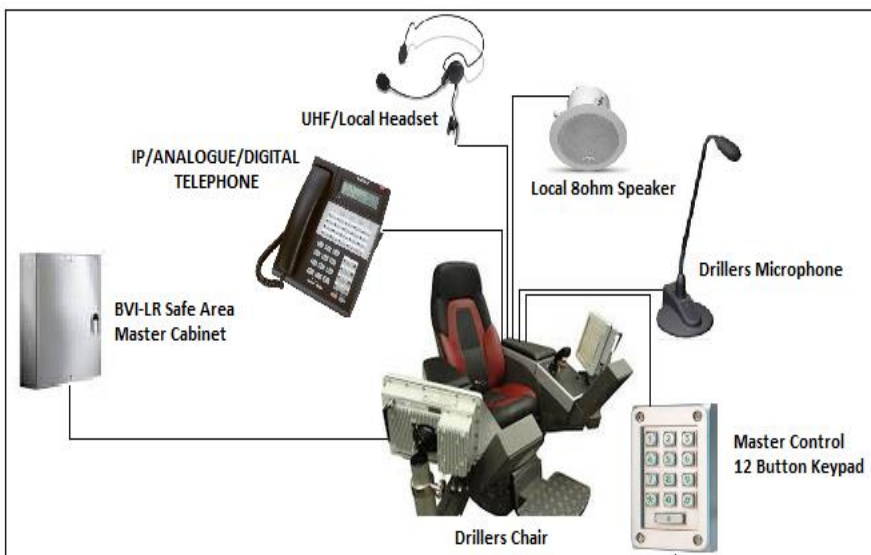 UHF/Local Headset
IP/ANALOGUE/DIGITAL
TELEPHONE
Local 8ohm Speaker
Drillers Microphone
BVI-LR Safe Area
Master Cabinet
Master Control
12 Button Keypad
Drillers Chair